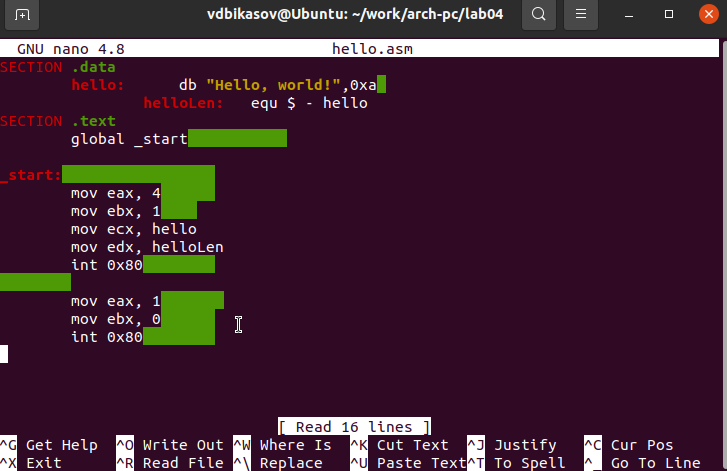 vdbikasov@Ubuntu: ~/work/arch-pc/lab04
GNU nano 4.8 hello.asm
SECTION .data
hello: db "Hello, world!",0xa
helloLen: equ $ - hello
SECTION .text
global _start
_start:
mov eax, 4
mov ebx, 1
mov ecx, hello
mov edx, helloLen
int 0x80
mov eax, 1
mov ebx, 0
int 0x80
[ Read 16 lines ]
^G Get Help ^O Write Out ^W Where Is ^K Cut Text ^J Justify ^C Cur Pos
^X Exit ^R Read File ^\ Replace ^U Paste Text ^T To Spell ^_ Go To Line